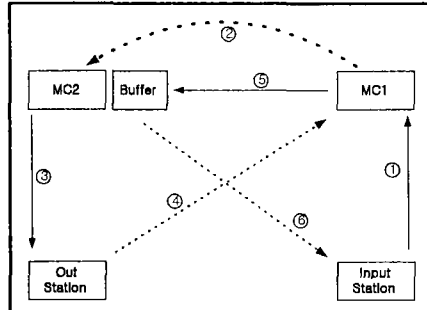 ②
MC2 Buffer ⑤ MC1
③ ④ ⑥ ①
Out
Station
Input
Station